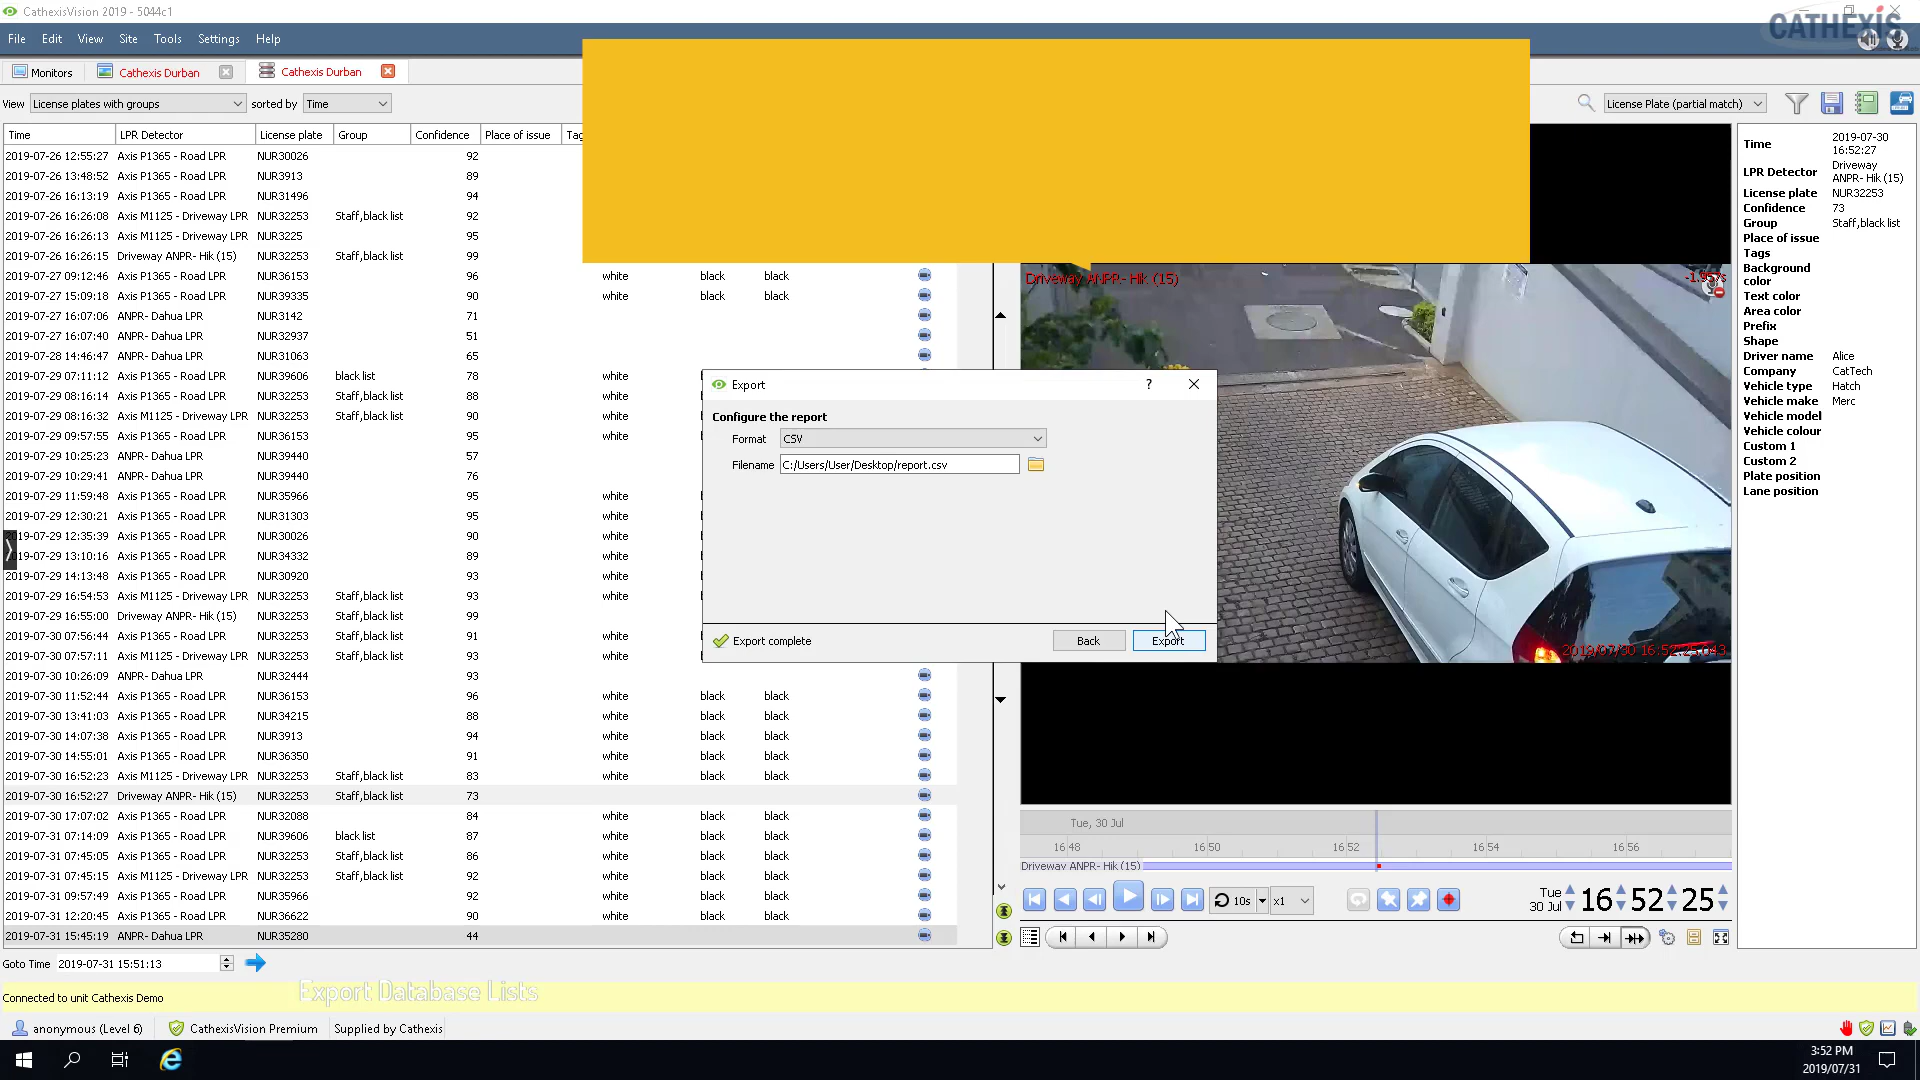 CathexisVision 2019 - 5044c1
CATHEXIS
File Edit View Site Tools Settings Help
Monitors Cathexis Durban Cathexis Durban
View License plates with groups sorted by Time
License Plate (partial match)
Time LPR Detector License plate Group Confidence Place of issue
2019-07-26 12:55:27 Axis P1365 - Road LPR NUR30026 92
2019-07-26 13:48:52 Axis P1365 - Road LPR NUR3913 89
2019-07-26 16:13:19 Axis P1365 - Road LPR NUR31496 94
2019-07-26 16:26:08 Axis M1125 - Driveway LPR NUR32253 Staff,black list 92
2019-07-26 16:26:13 Axis M1125 - Driveway LPR NUR3225 95
2019-07-26 16:26:15 Driveway ANPR- Hik (15) NUR32253 Staff,black list 99
2019-07-27 09:12:46 Axis P1365 - Road LPR NUR36153 96 white black black
2019-07-27 15:09:18 Axis P1365 - Road LPR NUR39335 90 white black black
2019-07-27 16:07:06 ANPR- Dahua LPR NUR3142 71
2019-07-27 16:07:40 ANPR- Dahua LPR NUR32937 51
2019-07-28 14:46:47 ANPR- Dahua LPR NUR31063 65
2019-07-29 07:11:12 Axis P1365 - Road LPR NUR39606 black list 78 white
2019-07-29 08:16:14 Axis P1365 - Road LPR NUR32253 Staff,black list 88 white
2019-07-29 08:16:32 Axis M1125 - Driveway LPR NUR32253 Staff,black list 90 white
2019-07-29 09:57:55 Axis P1365 - Road LPR NUR36153 95 white
2019-07-29 10:25:23 ANPR- Dahua LPR NUR39440 57
2019-07-29 10:29:41 ANPR- Dahua LPR NUR39440 76
2019-07-29 11:59:48 Axis P1365 - Road LPR NUR35966 95 white
2019-07-29 12:30:21 Axis P1365 - Road LPR NUR31303 95 white
19-07-29 12:35:39 Axis P1365 - Road LPR NUR30026 90 white
19-07-29 13:10:16 Axis P1365 - Road LPR NUR34332 89 white
2019-07-29 14:13:48 Axis P1365 - Road LPR NUR30920 93 white
2019-07-29 16:54:53 Axis M1125 - Driveway LPR NUR32253 Staff,black list 93 white
2019-07-29 16:55:00 Driveway ANPR- Hik (15) NUR32253 Staff,black list 99
2019-07-30 07:56:44 Axis P1365 - Road LPR NUR32253 Staff,black list 91 white
2019-07-30 07:57:11 Axis M1125 - Driveway LPR NUR32253 Staff,black list 93 white
2019-07-30 10:26:09 ANPR- Dahua LPR NUR32444 93
2019-07-30 11:52:44 Axis P1365 - Road LPR NUR36153 96 white black black
2019-07-30 13:41:03 Axis P1365 - Road LPR NUR34215 88 white black black
2019-07-30 14:07:38 Axis P1365 - Road LPR NUR3913 94 white black black
2019-07-30 14:55:01 Axis P1365 - Road LPR NUR36350 91 white black black
2019-07-30 16:52:23 Axis M1125 - Driveway LPR NUR32253 Staff,black list 83 white black black
2019-07-30 16:52:27 Driveway ANPR- Hik (15) NUR32253 Staff,black list 73
2019-07-30 17:07:02 Axis P1365 - Road LPR NUR32088 84 white black black
2019-07-31 07:14:09 Axis P1365 - Road LPR NUR39606 black list 87 white black black
2019-07-31 07:45:05 Axis P1365 - Road LPR NUR32253 Staff,black list 86 white black black
2019-07-31 07:45:15 Axis M1125 - Driveway LPR NUR32253 Staff,black list 92 white black black
2019-07-31 09:57:49 Axis P1365 - Road LPR NUR35966 92 white black black
2019-07-31 12:20:45 Axis P1365 - Road LPR NUR36622 90 white black black
2019-07-31 15:45:19 ANPR- Dahua LPR NUR35280 44
Goto Time 2019-07-31 15:51:13
Export ?
Configure the report
Format CSV
Filename C:/Users/User/Desktop/report.csv
Export complete Back Export
Driveway ANPR- Hik (15) -1.957s
2019/07/30 16:52:25.043
Tue, 30 Jul
16:48 16:50 16:52 16:54 16:56
Driveway ANPR- Hik (15)
10s x1
Tue
30 Jul 16 52 25
Time 2019-07-30
16:52:27
LPR Detector Driveway
ANPR- Hik (15)
License plate NUR32253
Confidence 73
Group Staff,black list
Place of issue
Tags
Background
color
Text color
Area color
Prefix
Shape
Driver name Alice
Company CatTech
Vehicle type Hatch
Vehicle make Merc
Vehicle model
Vehicle colour
Custom 1
Custom 2
Plate position
Lane position
Connected to unit Cathexis Demo
Export Database Lists
anonymous (Level 6) CathexisVision Premium Supplied by Cathexis
3:52 PM
2019/07/31